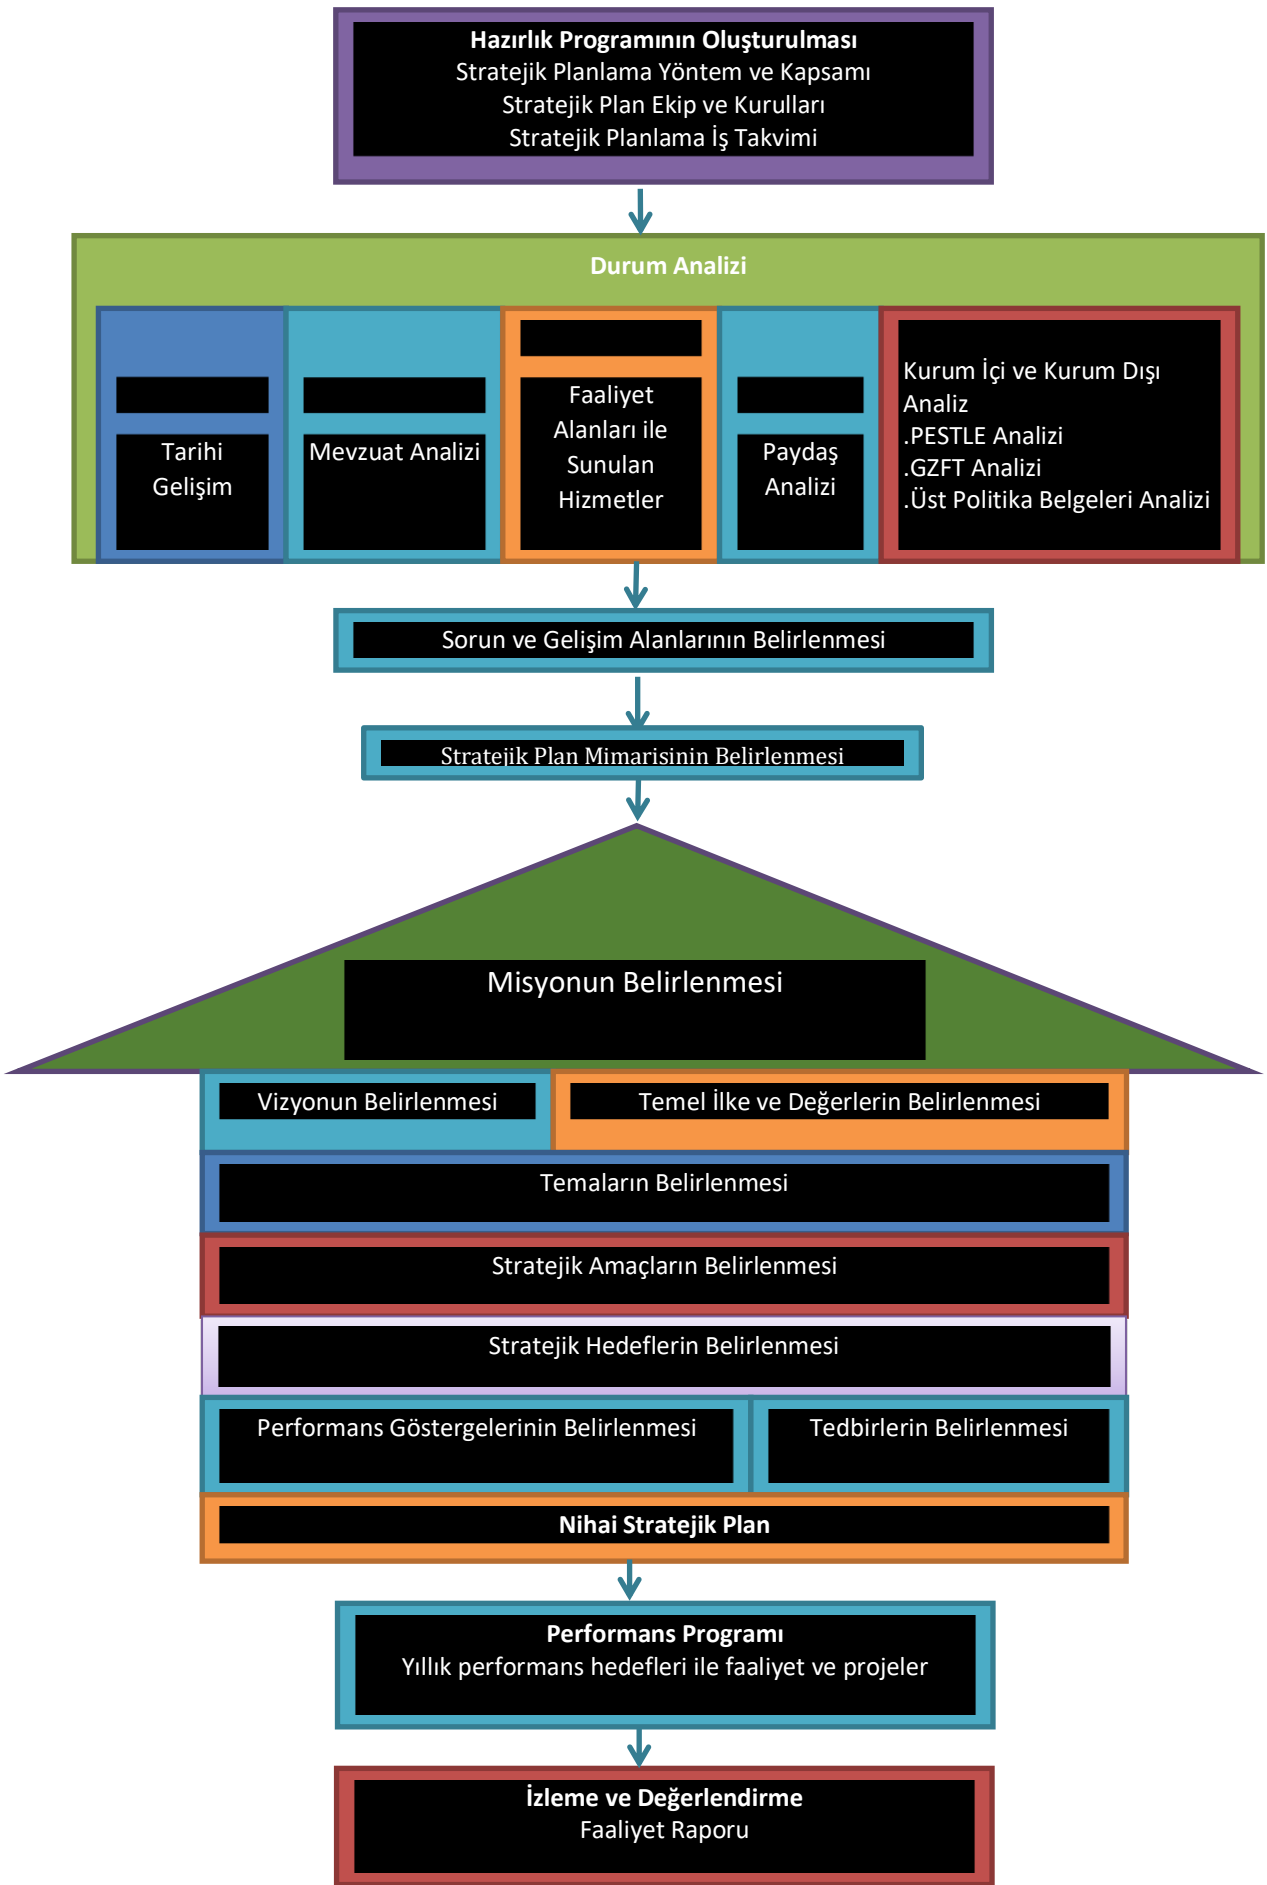 Hazırlık Programının Oluşturulması
Stratejik Planlama Yöntem ve Kapsamı
Stratejik Plan Ekip ve Kurulları
Stratejik Planlama İş Takvimi
Durum Analizi
Tarihi
Gelişim
Mevzuat Analizi
Faaliyet
Alanları ile
Sunulan
Hizmetler
Paydaş
Analizi
Kurum İçi ve Kurum Dışı
Analiz
.PESTLE Analizi
.GZFT Analizi
.Üst Politika Belgeleri Analizi
Sorun ve Gelişim Alanlarının Belirlenmesi
Stratejik Plan Mimarisinin Belirlenmesi
Misyonun Belirlenmesi
Vizyonun Belirlenmesi
Temel İlke ve Değerlerin Belirlenmesi
Temaların Belirlenmesi
Stratejik Amaçların Belirlenmesi
Stratejik Hedeflerin Belirlenmesi
Performans Göstergelerinin Belirlenmesi
Tedbirlerin Belirlenmesi
Nihai Stratejik Plan
Performans Programı
Yıllık performans hedefleri ile faaliyet ve projeler
İzleme ve Değerlendirme
Faaliyet Raporu